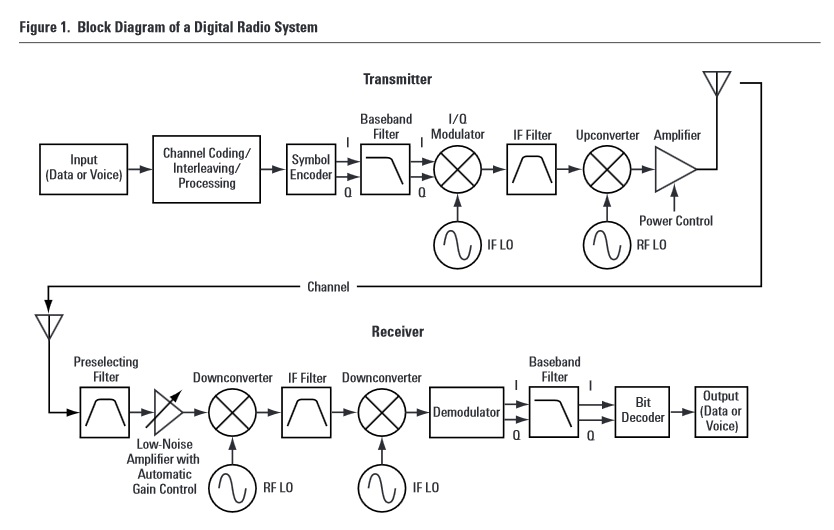 Figure 1. Block Diagram of a Digital Radio System
Transmitter
Input
(Data or Voice)
Channel Coding/
Interleaving/
Processing
Symbol
Encoder
I
Q
Baseband
Filter
I
Q
I/Q
Modulator
IF LO
IF Filter
Upconverter
RF LO
Amplifier
Power Control
Channel
Receiver
Preselecting
Filter
Low-Noise
Amplifier with
Automatic
Gain Control
Downconverter
RF LO
IF Filter
Downconverter
IF LO
Demodulator
I
Q
Baseband
Filter
I
Q
Bit
Decoder
Output
(Data or
Voice)